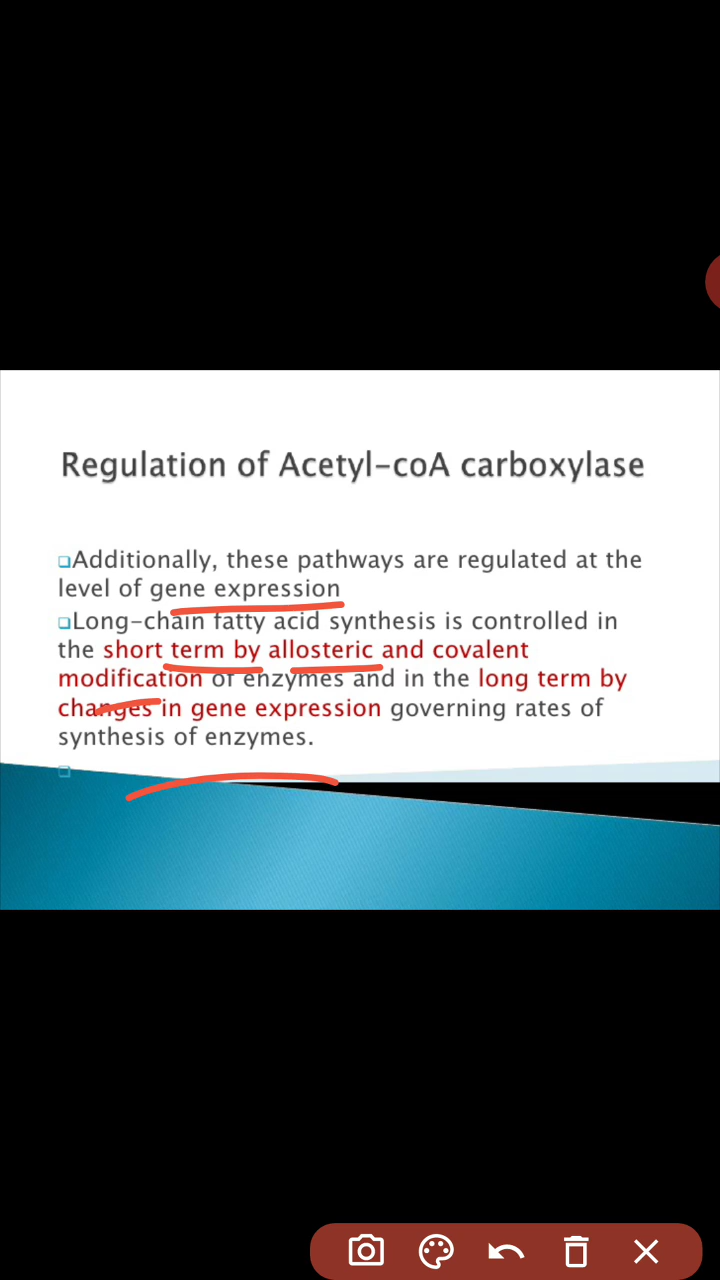 Regulation of Acetyl-coA carboxylase
❑Additionally, these pathways are regulated at the
level of gene expression
❑Long-chain fatty acid synthesis is controlled in
the short term by allosteric and covalent
modification of enzymes and in the long term by
changes in gene expression governing rates of
synthesis of enzymes.
❑